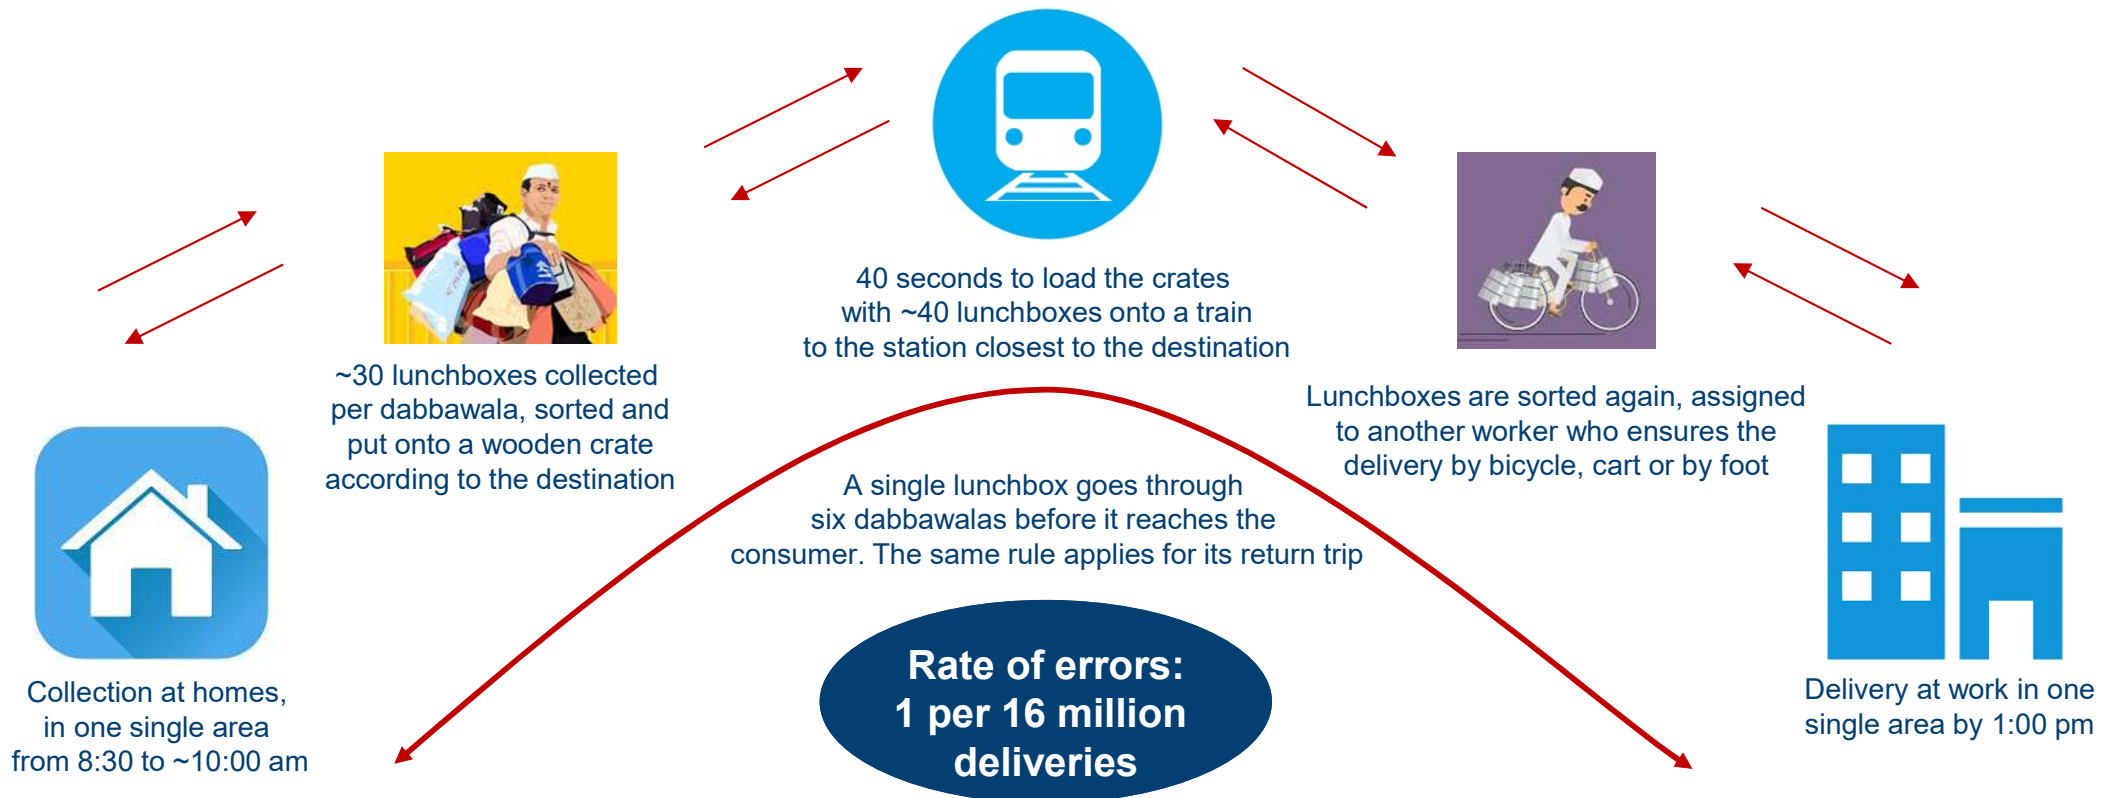 40 seconds to load the crates
with ~40 lunchboxes onto a train
to the station closest to the destination
~30 lunchboxes collected
per dabbawala, sorted and
put onto a wooden crate
according to the destination
Lunchboxes are sorted again, assigned
to another worker who ensures the
delivery by bicycle, cart or by foot
A single lunchbox goes through
six dabbawalas before it reaches the
consumer. The same rule applies for its return trip
Rate of errors:
1 per 16 million
deliveries
Collection at homes,
in one single area
from 8:30 to ~10:00 am
Delivery at work in one
single area by 1:00 pm